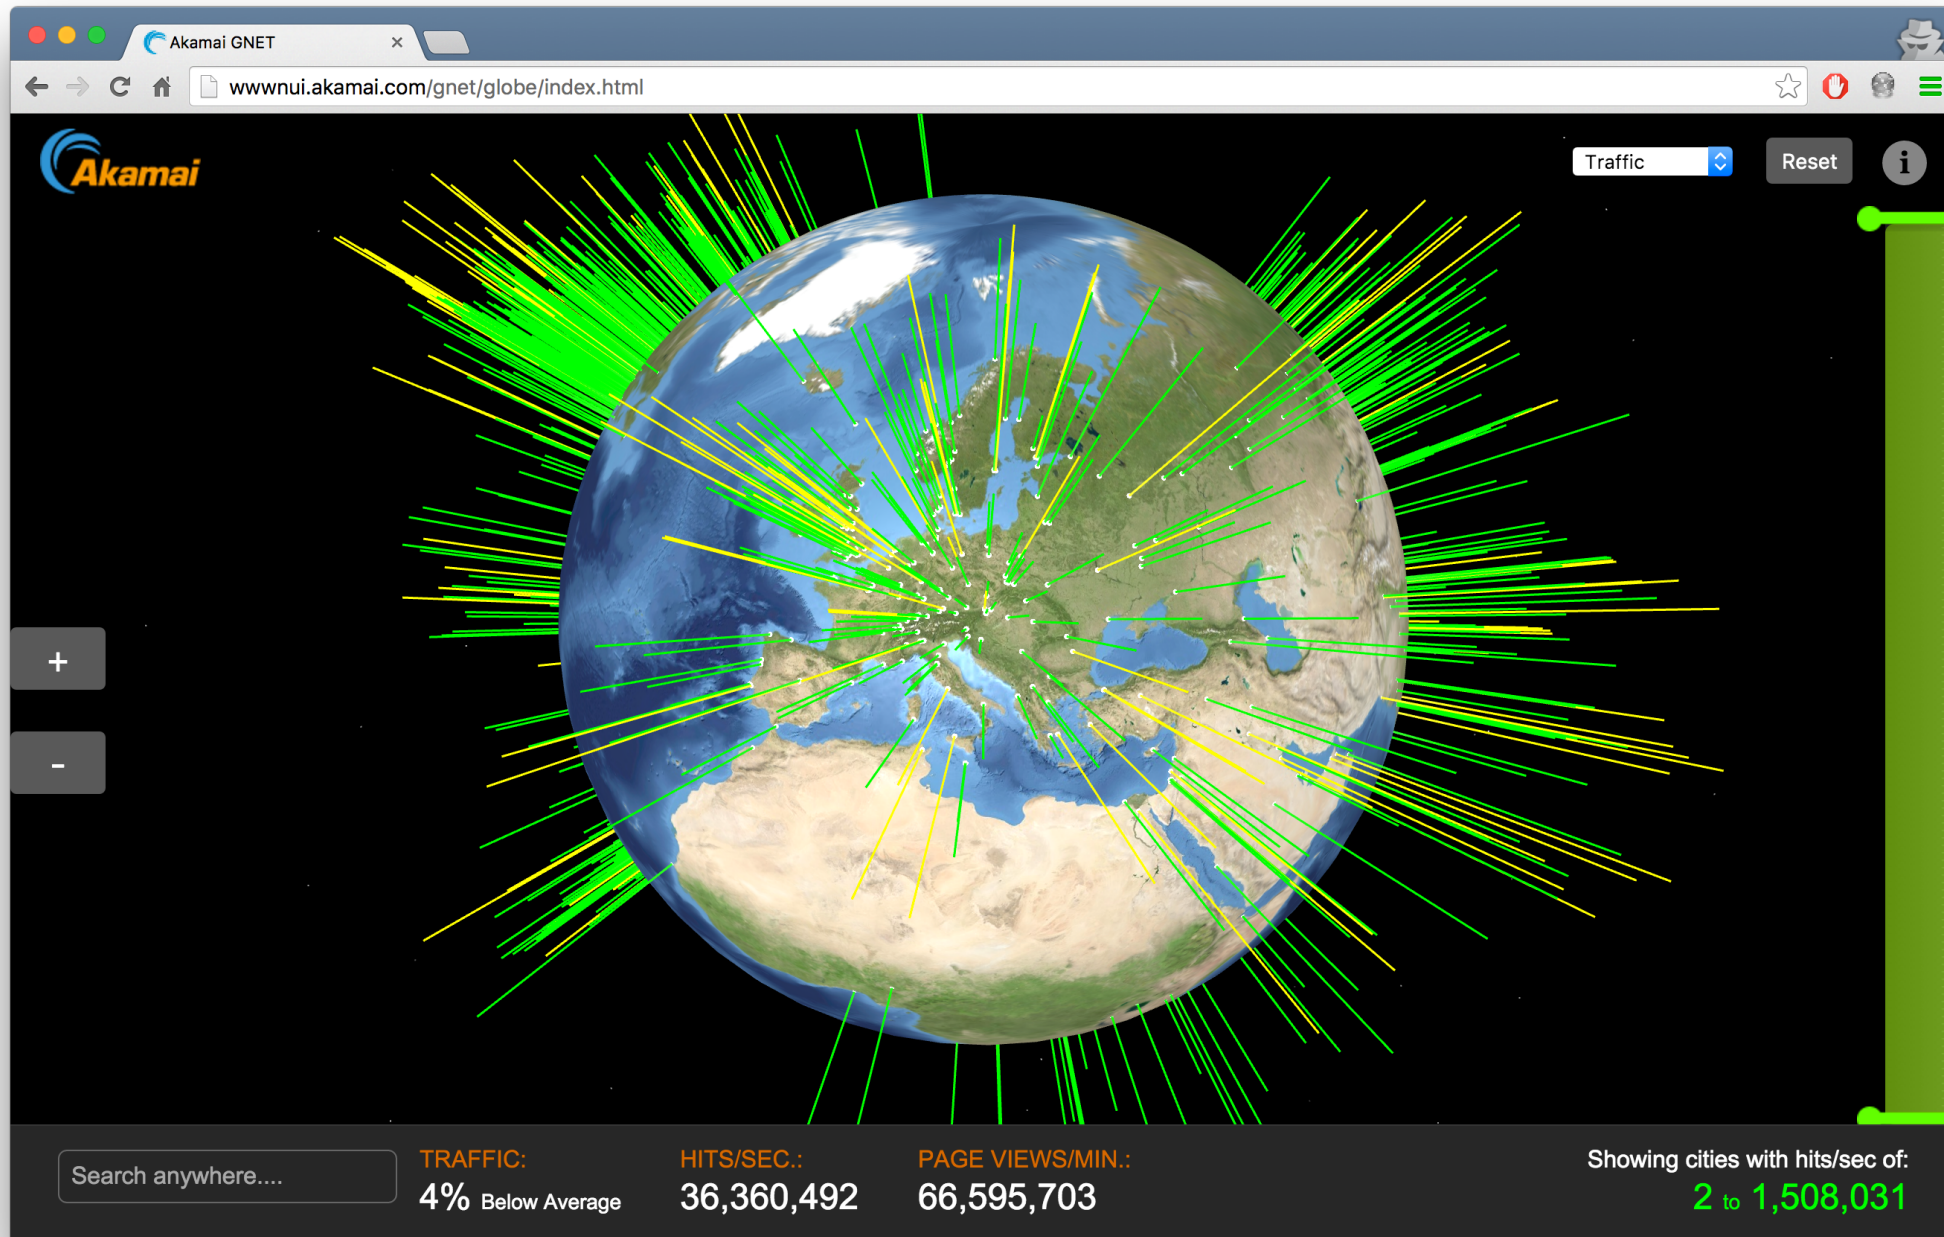 Akamai GNET
wwwnui.akamai.com/gnet/globe/index.html
Akamai
Traffic
Reset
i
+
-
Search anywhere....
TRAFFIC:
4% Below Average
HITS/SEC.:
36,360,492
PAGE VIEWS/MIN.:
66,595,703
Showing cities with hits/sec of:
2 to 1,508,031